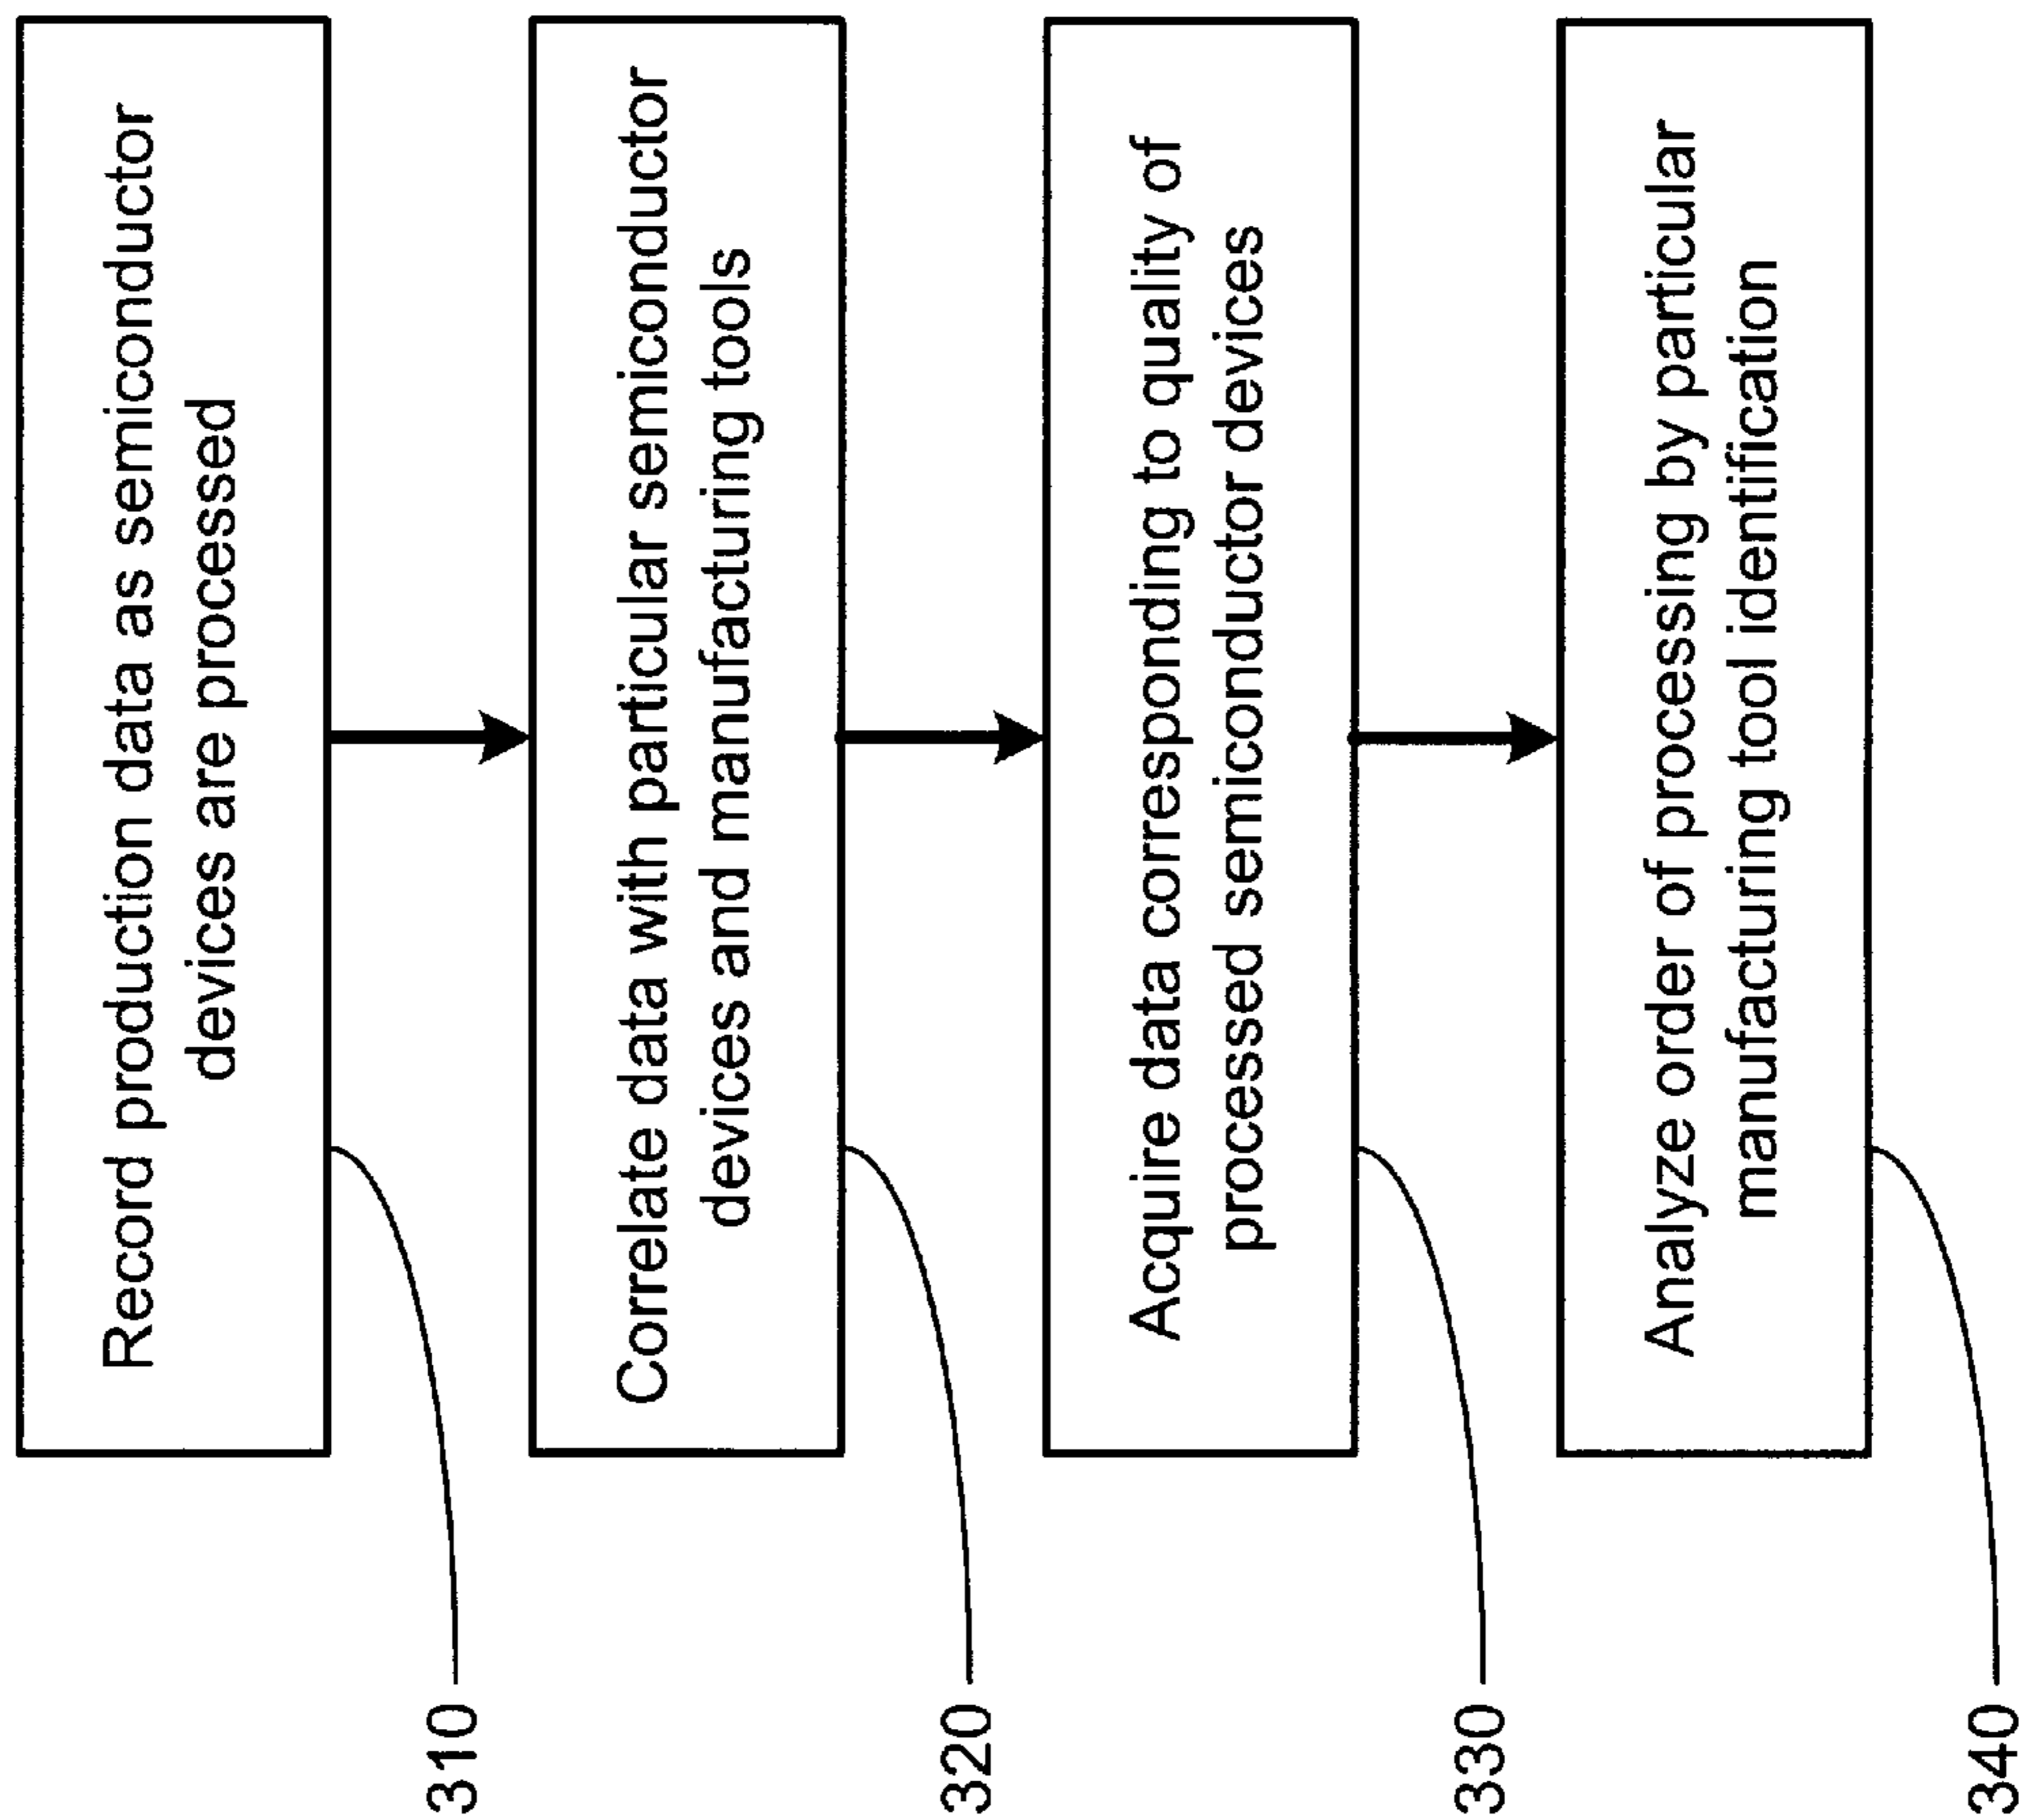 Record production data as semiconductor
devices are processed
310
Correlate data with particular semiconductor
devices and manufacturing tools
320
Acquire data corresponding to quality of
processed semiconductor devices
330
Analyze order of processing by particular
manufacturing tool identification
340